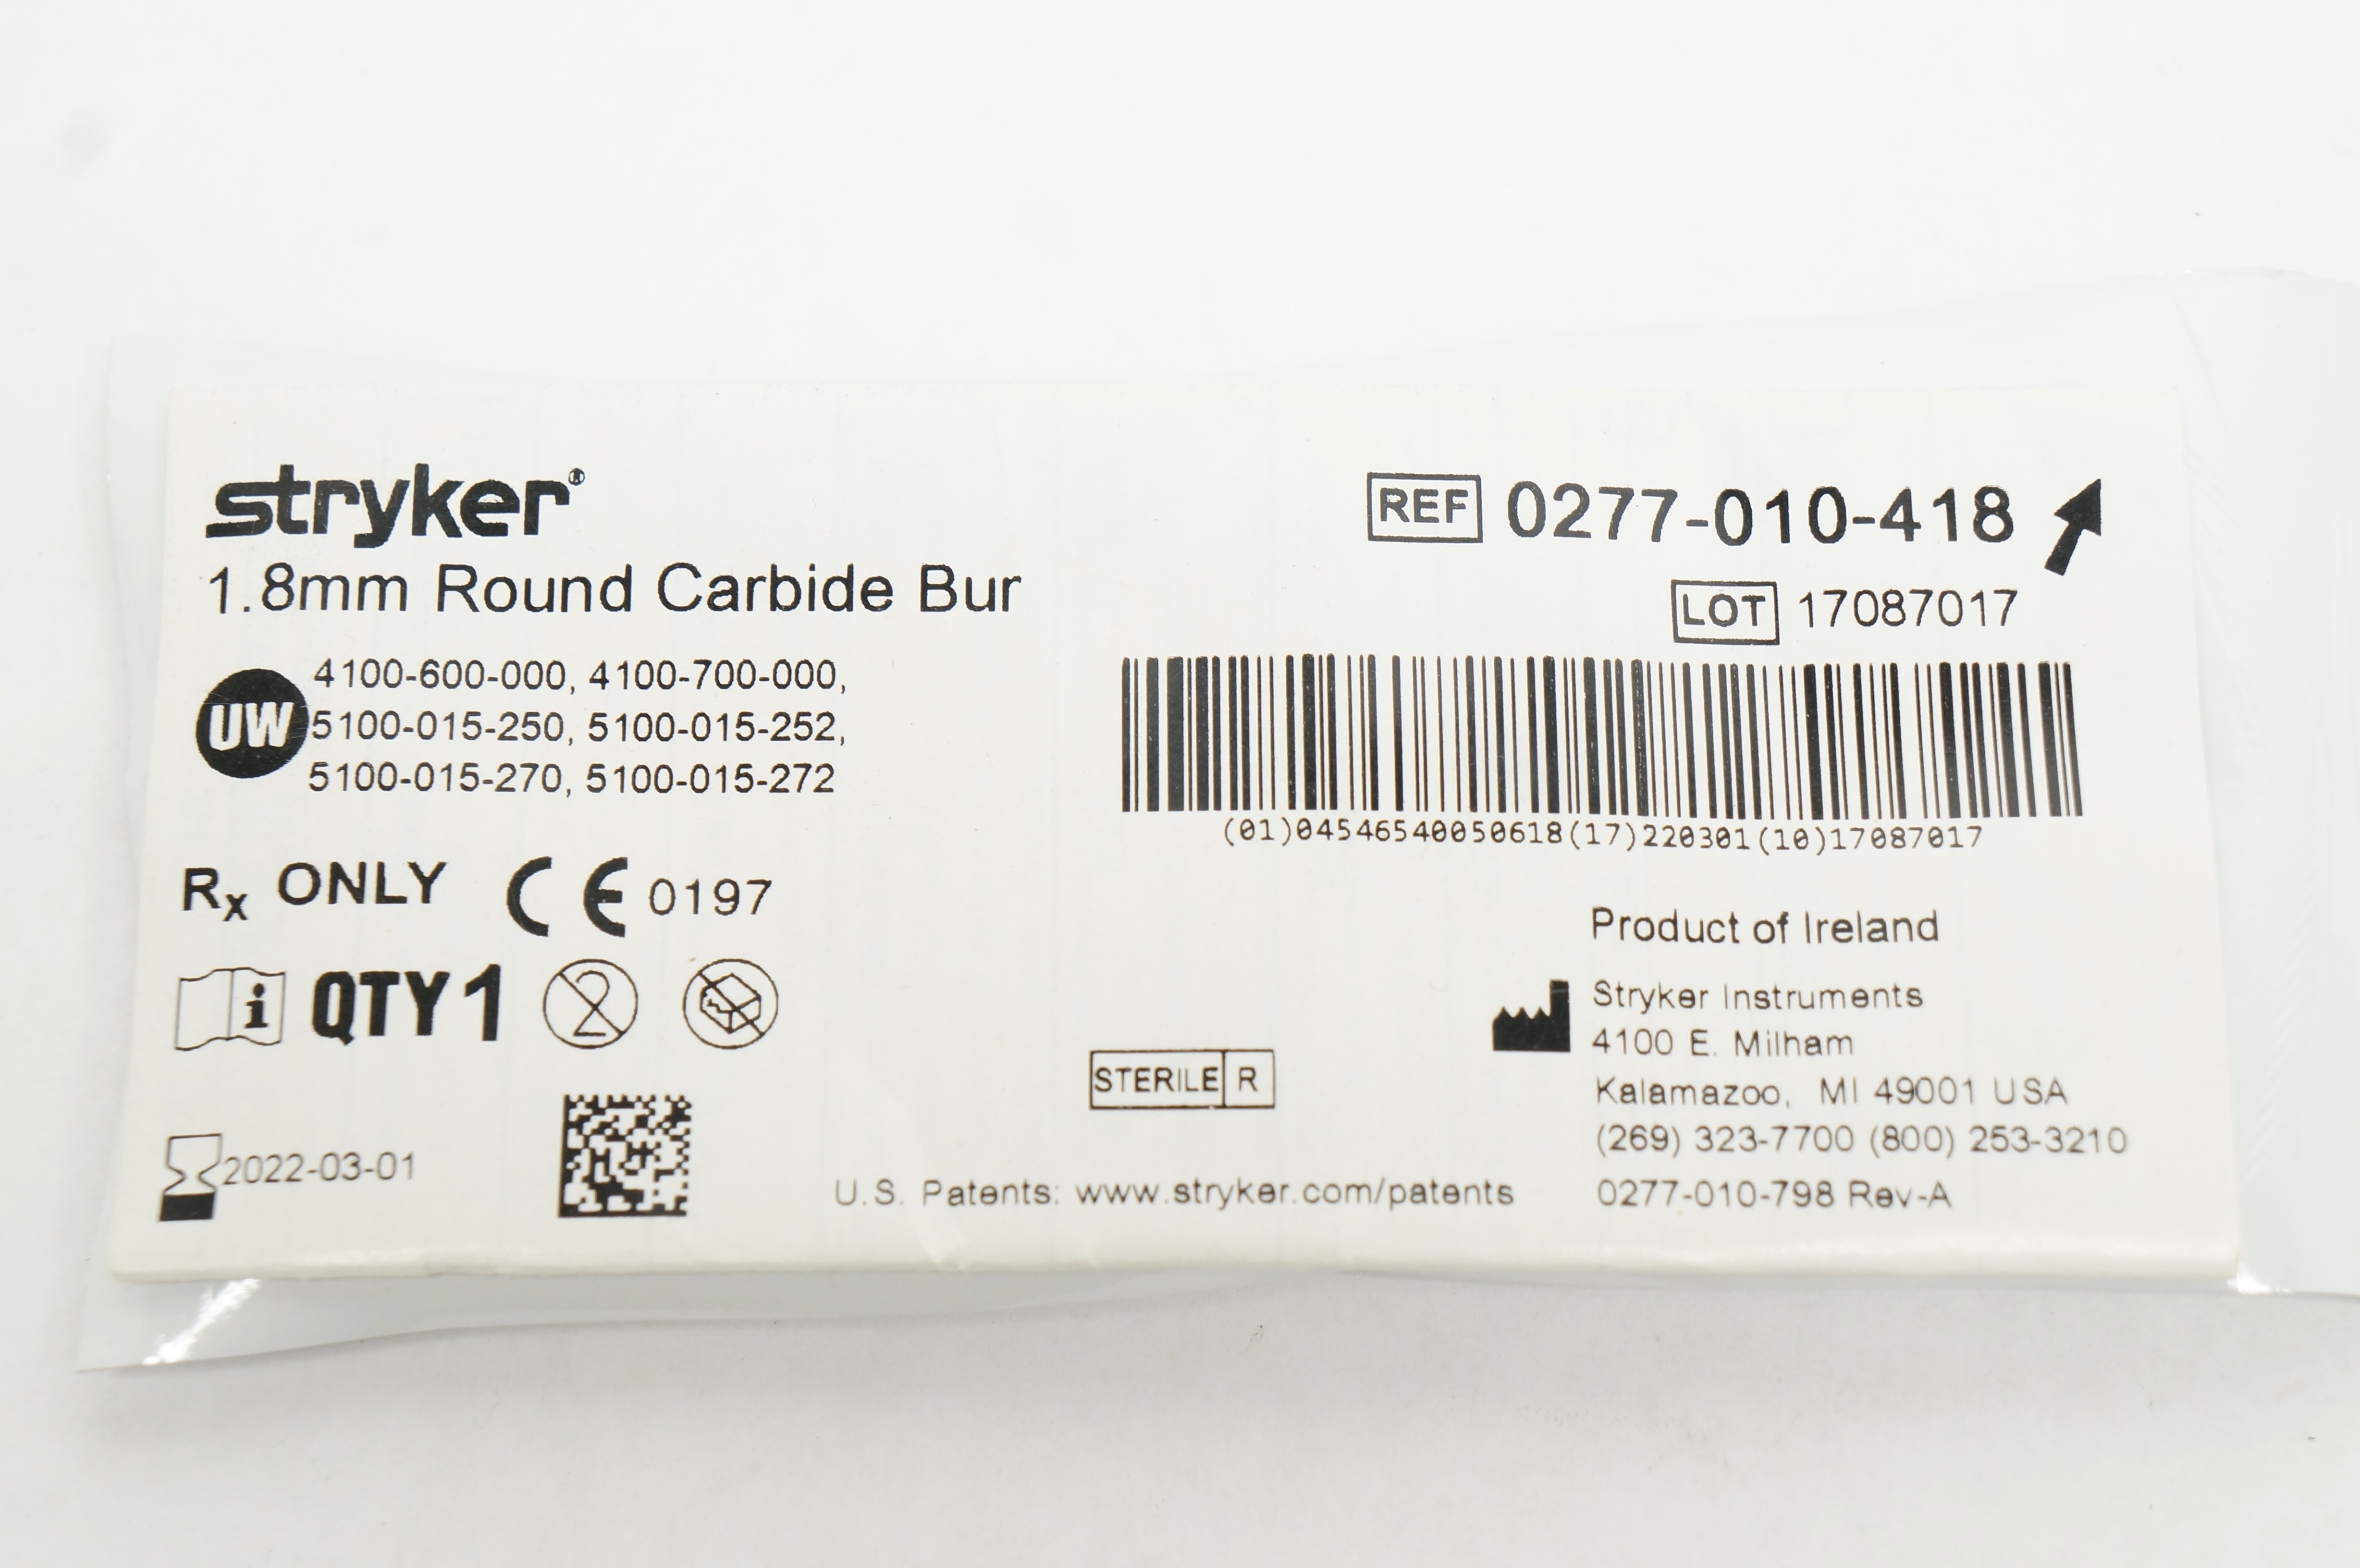 stryker®
1.8mm Round Carbide Bur
UW
4100-600-000, 4100-700-000,
5100-015-250, 5100-015-252,
5100-015-270, 5100-015-272
Rx ONLY CE 0197
i QTY 1 2
2022-03-01
REF 0277-010-418
LOT 17087017
(01)04546540050618(17)220301(10)17087017
Product of Ireland
Stryker Instruments
4100 E. Milham
Kalamazoo, MI 49001 USA
(269) 323-7700 (800) 253-3210
0277-010-798 Rev-A
STERILE R
U.S. Patents: www.stryker.com/patents